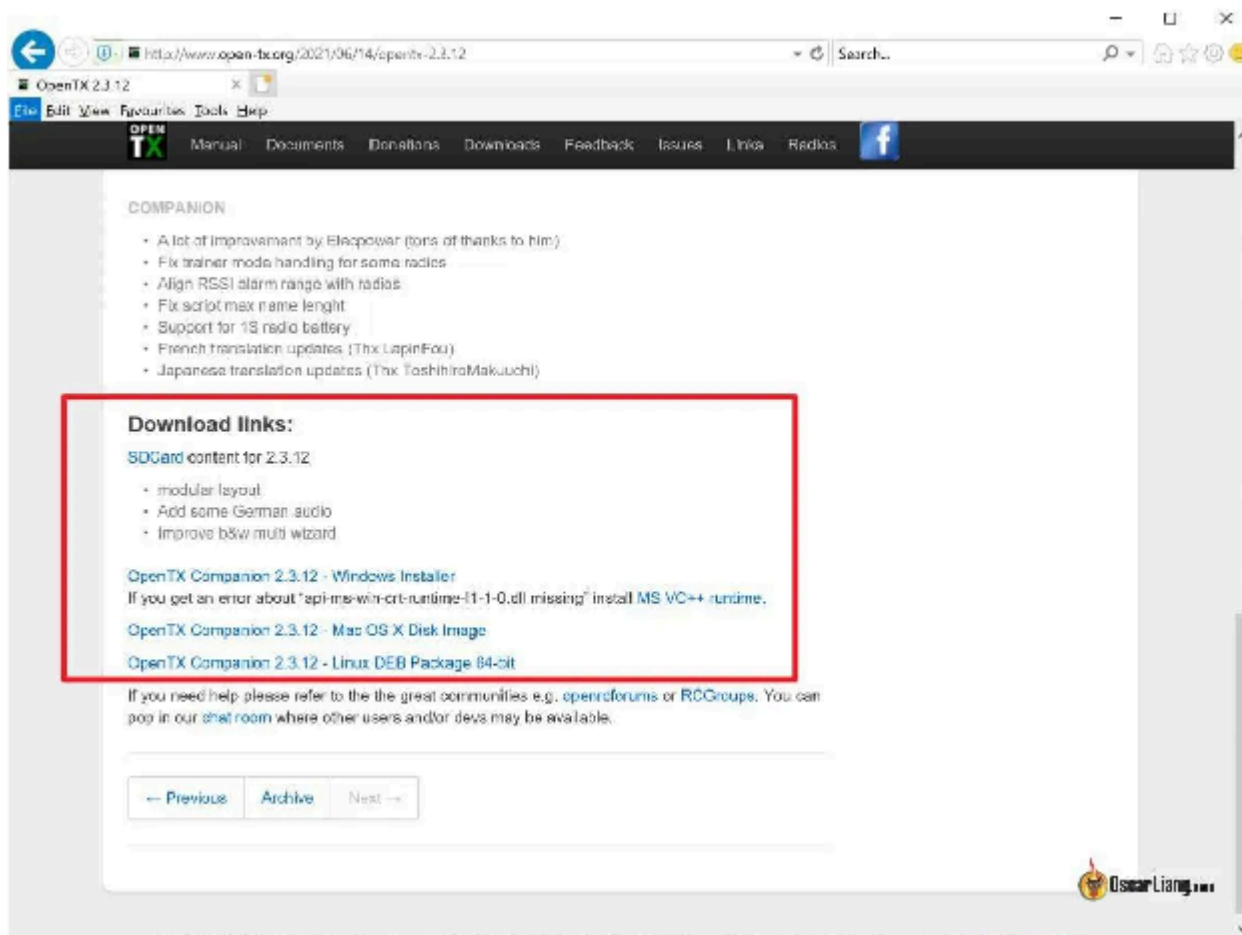 http://www.open-tx.org/2021/06/14/opentx-2.3.12
Search...
OpenTX 2.3.12
File Edit View Favourites Tools Help
OPEN
TX
Manual Documents Donations Downloads Feedback Issues Links Radios
COMPANION
• A lot of improvement by Elecpower (tons of thanks to him)
• Fix trainer mode handling for some radios
• Align RSSI alarm range with radios
• Fix script max name lenght
• Support for 1S radio battery
• French translation updates (Thx LapinFou)
• Japanese translation updates (Thx ToshihiroMakuuchi)
Download links:
SDCard content for 2.3.12
• modular layout
• Add some German audio
• Improve b&w multi wizard
OpenTX Companion 2.3.12 - Windows Installer
If you get an error about "api-ms-win-crt-runtime-l1-1-0.dll missing" install MS VC++ runtime.
OpenTX Companion 2.3.12 - Mac OS X Disk Image
OpenTX Companion 2.3.12 - Linux DEB Package 64-bit
If you need help please refer to the the great communities e.g. openrcforums or RCGroups. You can
pop in our chat room where other users and/or devs may be available.
← Previous Archive Next →
OscarLiang.com